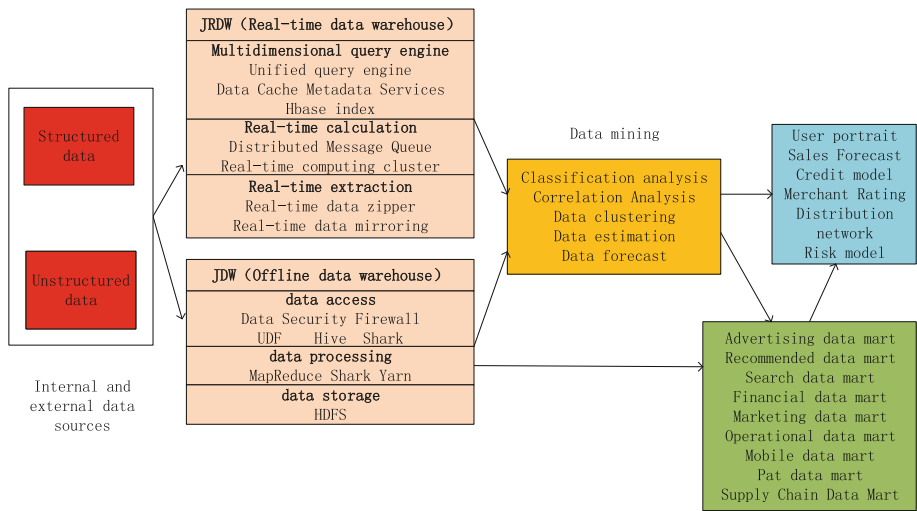 Structured
data
Unstructured
data
Internal and
external data
sources
JRDW（Real-time data warehouse）
Multidimensional query engine
Unified query engine
Data Cache Metadata Services
Hbase index
Real-time calculation
Distributed Message Queue
Real-time computing cluster
Real-time extraction
Real-time data zipper
Real-time data mirroring
JDW（Offline data warehouse）
data access
Data Security Firewall
UDF Hive Shark
data processing
MapReduce Shark Yarn
data storage
HDFS
Data mining
Classification analysis
Correlation Analysis
Data clustering
Data estimation
Data forecast
User portrait
Sales Forecast
Credit model
Merchant Rating
Distribution
network
Risk model
Advertising data mart
Recommended data mart
Search data mart
Financial data mart
Marketing data mart
Operational data mart
Mobile data mart
Pat data mart
Supply Chain Data Mart